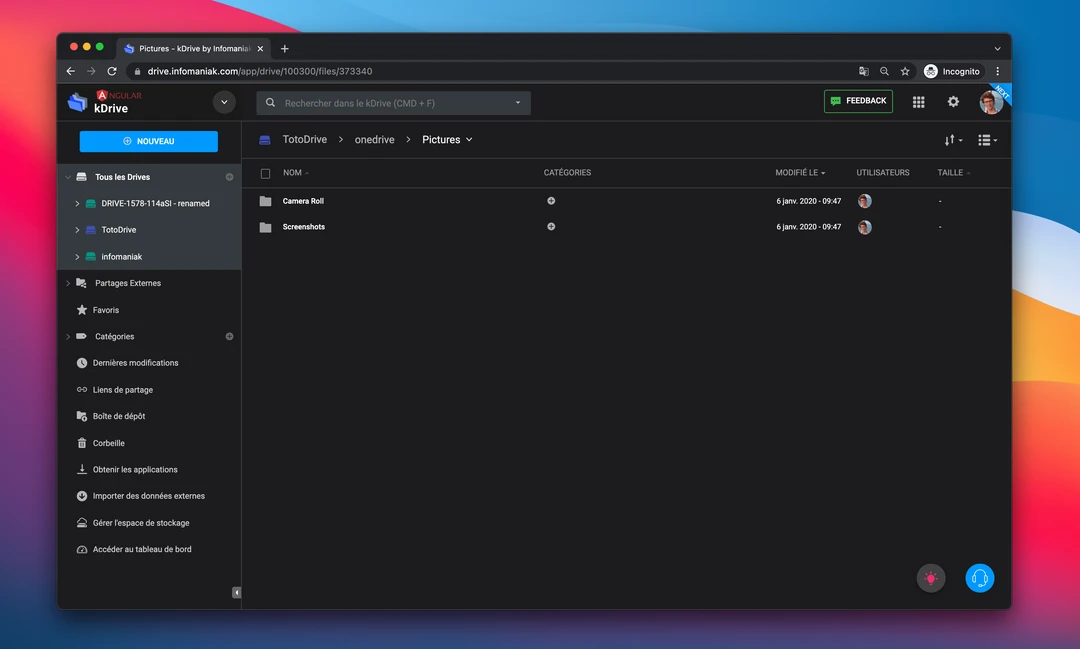 Pictures - kDrive by Infomaniak
drive.infomaniak.com/app/drive/100300/files/373340
Incognito
ANGULAR
kDrive
Rechercher dans le kDrive (CMD + F)
FEEDBACK
NEXT
NOUVEAU
TotoDrive > onedrive > Pictures
NOM
CATÉGORIES
MODIFIÉ LE
UTILISATEURS
TAILLE
Camera Roll
6 janv. 2020 - 09:47
-
Screenshots
6 janv. 2020 - 09:47
-
Tous les Drives
DRIVE-1578-114aSI - renamed
TotoDrive
infomaniak
Partages Externes
Favoris
Catégories
Dernières modifications
Liens de partage
Boîte de dépôt
Corbeille
Obtenir les applications
Importer des données externes
Gérer l'espace de stockage
Accéder au tableau de bord